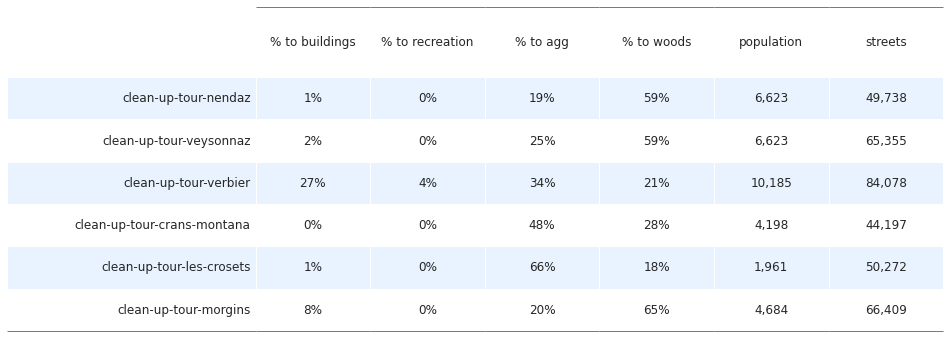 % to buildings % to recreation % to agg % to woods population streets
clean-up-tour-nendaz 1% 0% 19% 59% 6,623 49,738
clean-up-tour-veysonnaz 2% 0% 25% 59% 6,623 65,355
clean-up-tour-verbier 27% 4% 34% 21% 10,185 84,078
clean-up-tour-crans-montana 0% 0% 48% 28% 4,198 44,197
clean-up-tour-les-crosets 1% 0% 66% 18% 1,961 50,272
clean-up-tour-morgins 8% 0% 20% 65% 4,684 66,409